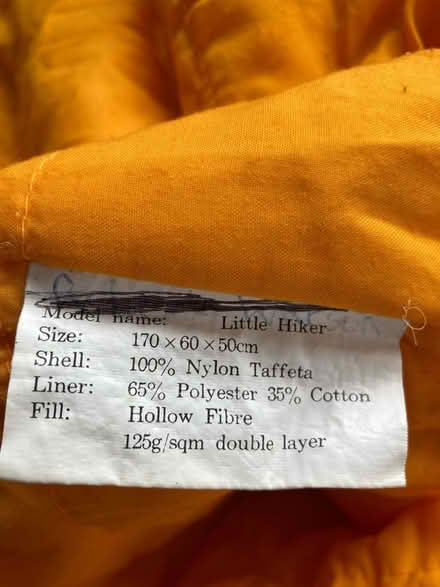 Model name: Little Hiker
Size: 170×60×50cm
Shell: 100% Nylon Taffeta
Liner: 65% Polyester 35% Cotton
Fill: Hollow Fibre
125g/sqm double layer